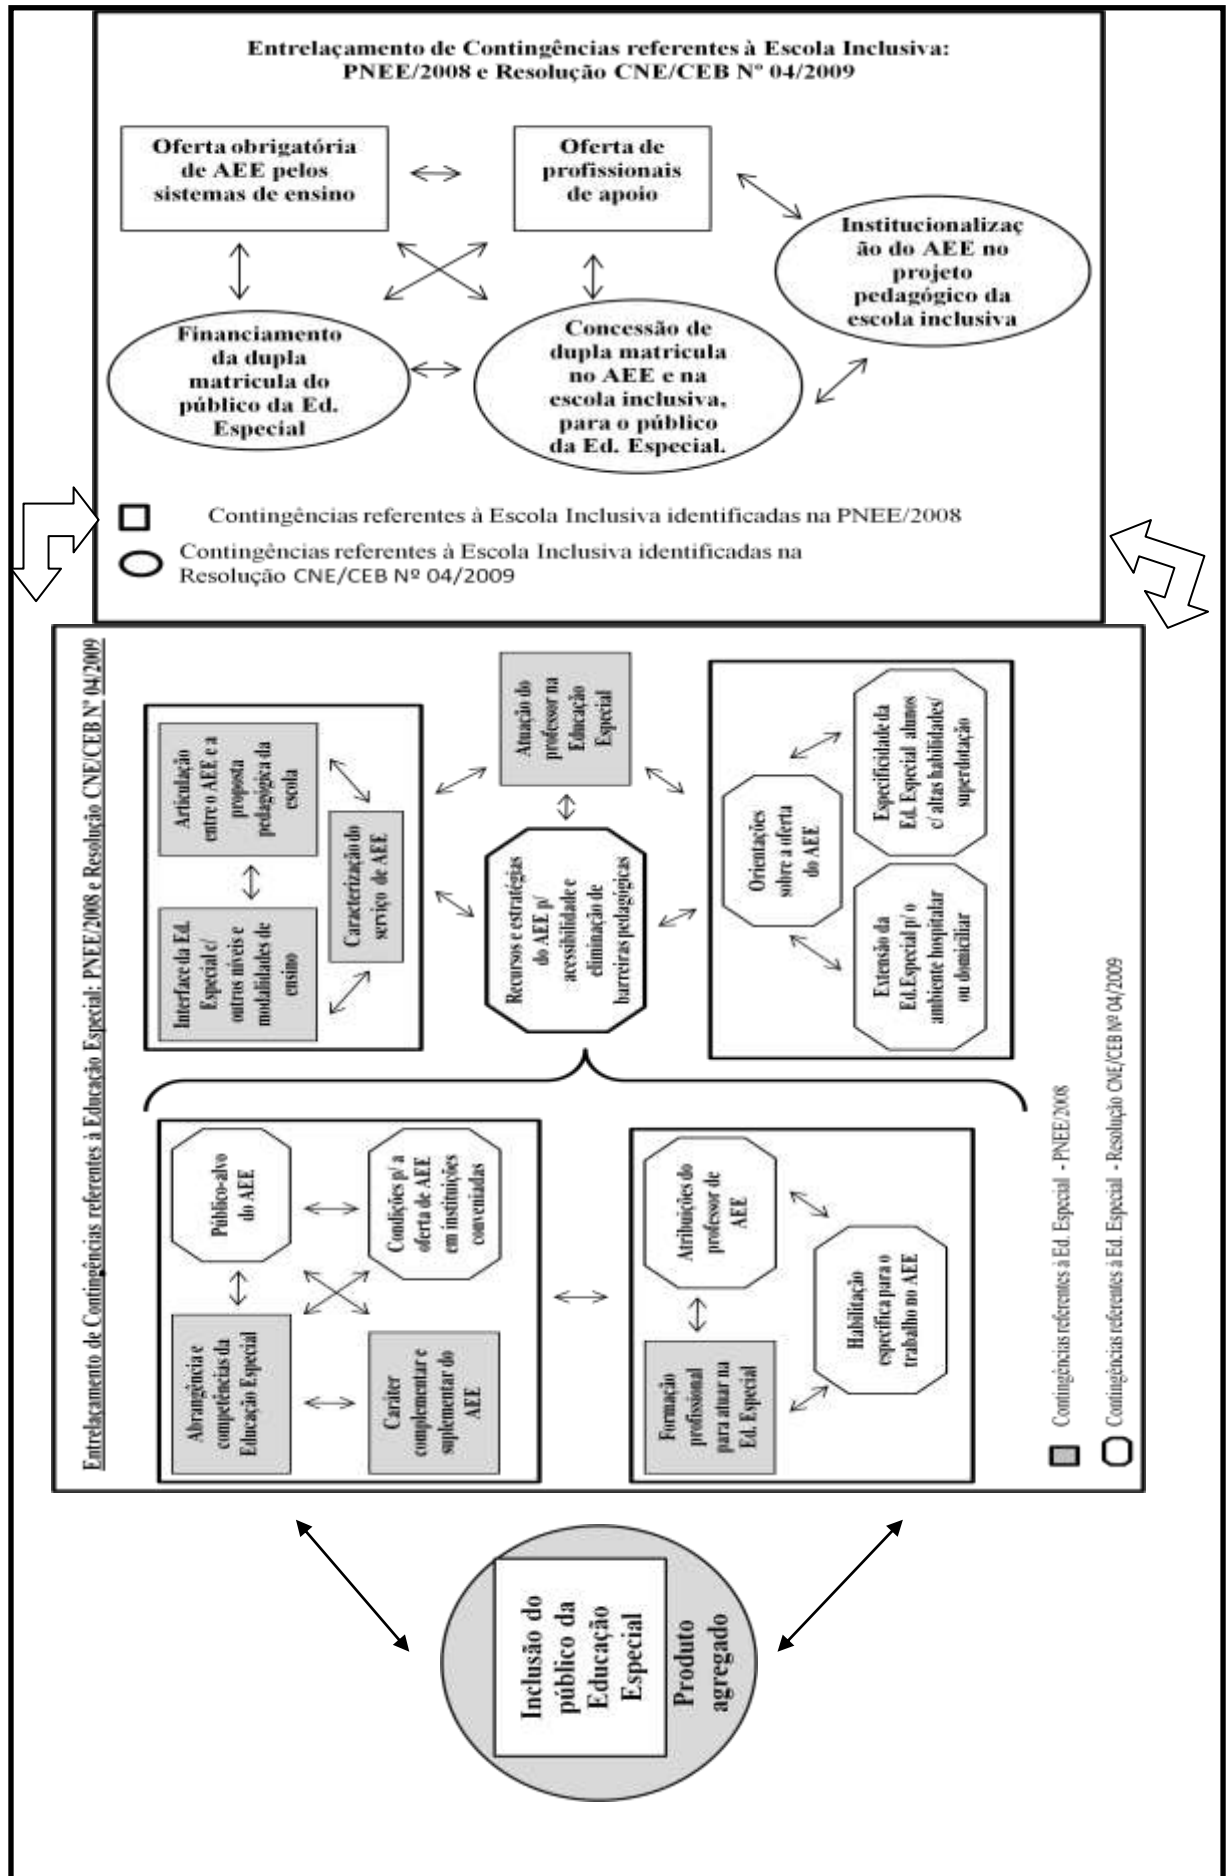 Entrelaçamento de Contingências referentes à Escola Inclusiva:
PNEE/2008 e Resolução CNE/CEB Nº 04/2009
Oferta obrigatória
de AEE pelos
sistemas de ensino
Oferta de
profissionais
de apoio
Institucionalizaç
ão do AEE no
projeto
pedagógico da
escola inclusiva
Financiamento
da dupla
matricula do
público da Ed.
Especial
Concessão de
dupla matricula
no AEE e na
escola inclusiva,
para o público
da Ed. Especial.
Contingências referentes à Escola Inclusiva identificadas na PNEE/2008
Contingências referentes à Escola Inclusiva identificadas na
Resolução CNE/CEB Nº 04/2009
Entrelaçamento de Contingências referentes à Educação Especial: PNEE/2008 e Resolução CNE/CEB Nº 04/2009
Abrangência e
competências da
Educação Especial
Público-alvo
do AEE
Caráter
complementar e
suplementar do
AEE
Condições p/ a
oferta de AEE
em instituições
conveniadas
Formação
profissional
para atuar na
Ed. Especial
Atribuições do
professor de
AEE
Habilitação
específica para o
trabalho no AEE
Interface da Ed.
Especial c/
outros níveis e
modalidades de
ensino
Articulação
entre o AEE e a
proposta
pedagógica da
escola
Caracterização do
serviço de AEE
Recursos e estratégias
do AEE p/
acessibilidade e
eliminação de
barreiras pedagógicas
Atuação do
professor na
Educação
Especial
Orientações
sobre a oferta
do AEE
Extensão da
Ed.Especial p/ o
ambiente hospitalar
ou domiciliar
Especificidade da
Ed. Especial alunos
c/ altas habilidades/
superdotação
Contingências referentes à Ed. Especial - PNEE/2008
Contingências referentes à Ed. Especial - Resolução CNE/CEB Nº 04/2009
Inclusão do
público da
Educação
Especial
Produto
agregado